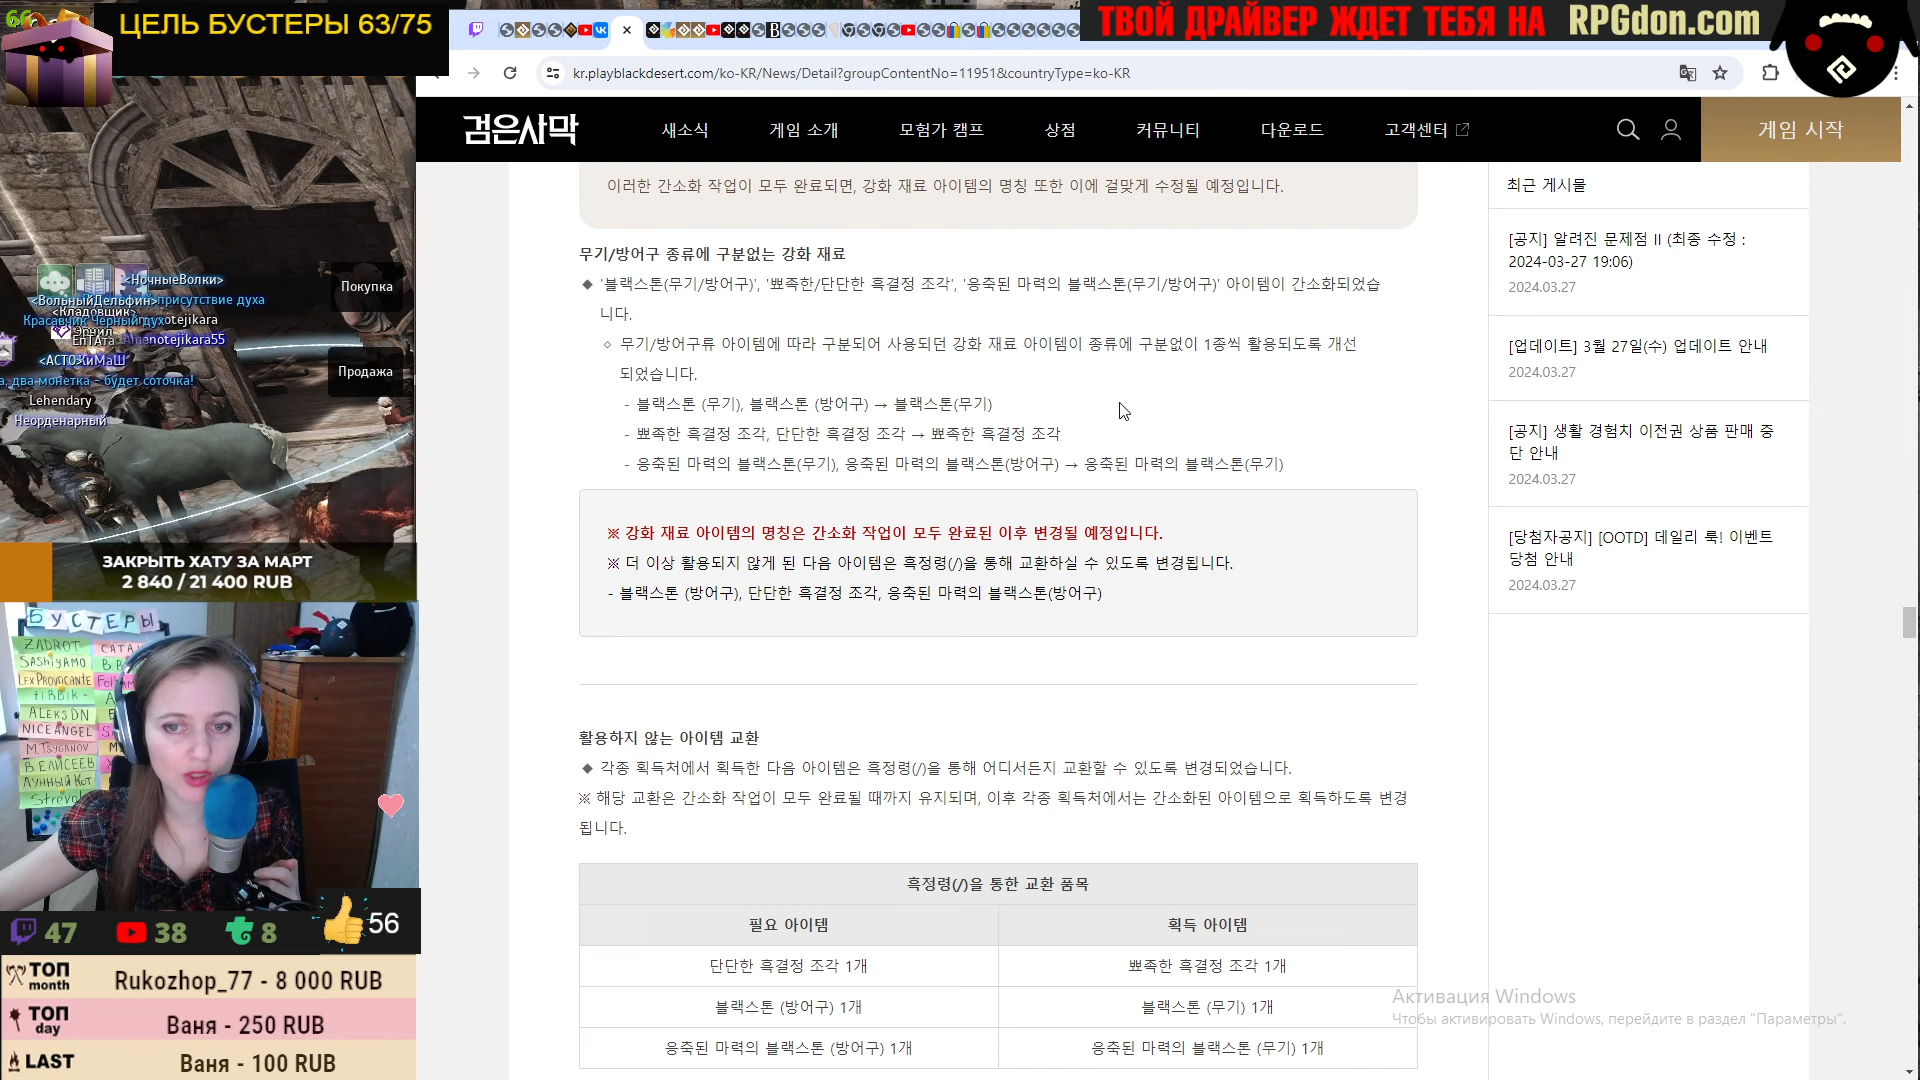 66
ЦЕЛЬ БУСТЕРЫ 63/75
ТВОЙ ДРАЙВЕР ЖДЕТ ТЕБЯ НА RPGdon.com
kr.playblackdesert.com/ko-KR/News/Detail?groupContentNo=11951&countryType=ko-KR
검은사막
새소식
게임 소개
모험가 캠프
상점
커뮤니티
다운로드
고객센터
게임 시작
이러한 간소화 작업이 모두 완료되면, 강화 재료 아이템의 명칭 또한 이에 걸맞게 수정될 예정입니다.
무기/방어구 종류에 구분없는 강화 재료
◆ '블랙스톤(무기/방어구)', '뾰족한/단단한 흑결정 조각', '응축된 마력의 블랙스톤(무기/방어구)' 아이템이 간소화되었습
니다.
○ 무기/방어구류 아이템에 따라 구분되어 사용되던 강화 재료 아이템이 종류에 구분없이 1종씩 활용되도록 개선
되었습니다.
- 블랙스톤 (무기), 블랙스톤 (방어구) → 블랙스톤(무기)
- 뾰족한 흑결정 조각, 단단한 흑결정 조각 → 뾰족한 흑결정 조각
- 응축된 마력의 블랙스톤(무기), 응축된 마력의 블랙스톤(방어구) → 응축된 마력의 블랙스톤(무기)
※ 강화 재료 아이템의 명칭은 간소화 작업이 모두 완료된 이후 변경될 예정입니다.
※ 더 이상 활용되지 않게 된 다음 아이템은 흑정령(/)을 통해 교환하실 수 있도록 변경됩니다.
- 블랙스톤 (방어구), 단단한 흑결정 조각, 응축된 마력의 블랙스톤(방어구)
활용하지 않는 아이템 교환
◆ 각종 획득처에서 획득한 다음 아이템은 흑정령(/)을 통해 어디서든지 교환할 수 있도록 변경되었습니다.
※ 해당 교환은 간소화 작업이 모두 완료될 때까지 유지되며, 이후 각종 획득처에서는 간소화된 아이템으로 획득하도록 변경
됩니다.
흑정령(/)을 통한 교환 품목
필요 아이템
획득 아이템
단단한 흑결정 조각 1개
뾰족한 흑결정 조각 1개
블랙스톤 (방어구) 1개
블랙스톤 (무기) 1개
응축된 마력의 블랙스톤 (방어구) 1개
응축된 마력의 블랙스톤 (무기) 1개
최근 게시물
[공지] 알려진 문제점 II (최종 수정 :
2024-03-27 19:06)
2024.03.27
[업데이트] 3월 27일(수) 업데이트 안내
2024.03.27
[공지] 생활 경험치 이전권 상품 판매 중
단 안내
2024.03.27
[당첨자공지] [OOTD] 데일리 룩! 이벤트
당첨 안내
2024.03.27
Активация Windows
Чтобы активировать Windows, перейдите в раздел "Параметры".
<НочныеВолки>
<ВольныйДельфин>
присутствие духа
<Кладовщик>
Красавчик Черный дух
ЕпТАта
Amenotejikara55
<АСТО>
ХиМаШ
а, два монетка - будет соточка!
Lehendary
Неорденарный
Покупка
Продажа
ЗАКРЫТЬ ХАТУ ЗА МАРТ
2 840 / 21 400 RUB
БУСТЕРЫ
ZADROT
SASHIYAMO
LEX PROVOCANTE
tiBBik-
ALEKSDN
NICEANGEL
M.TSYGANOV
В.ЕЛИСЕЕВ
ЛУННЫЙ КОТ
Strevol
47
38
8
56
ТОП month
Rukozhop_77 - 8 000 RUB
ТОП day
Ваня - 250 RUB
LAST
Ваня - 100 RUB